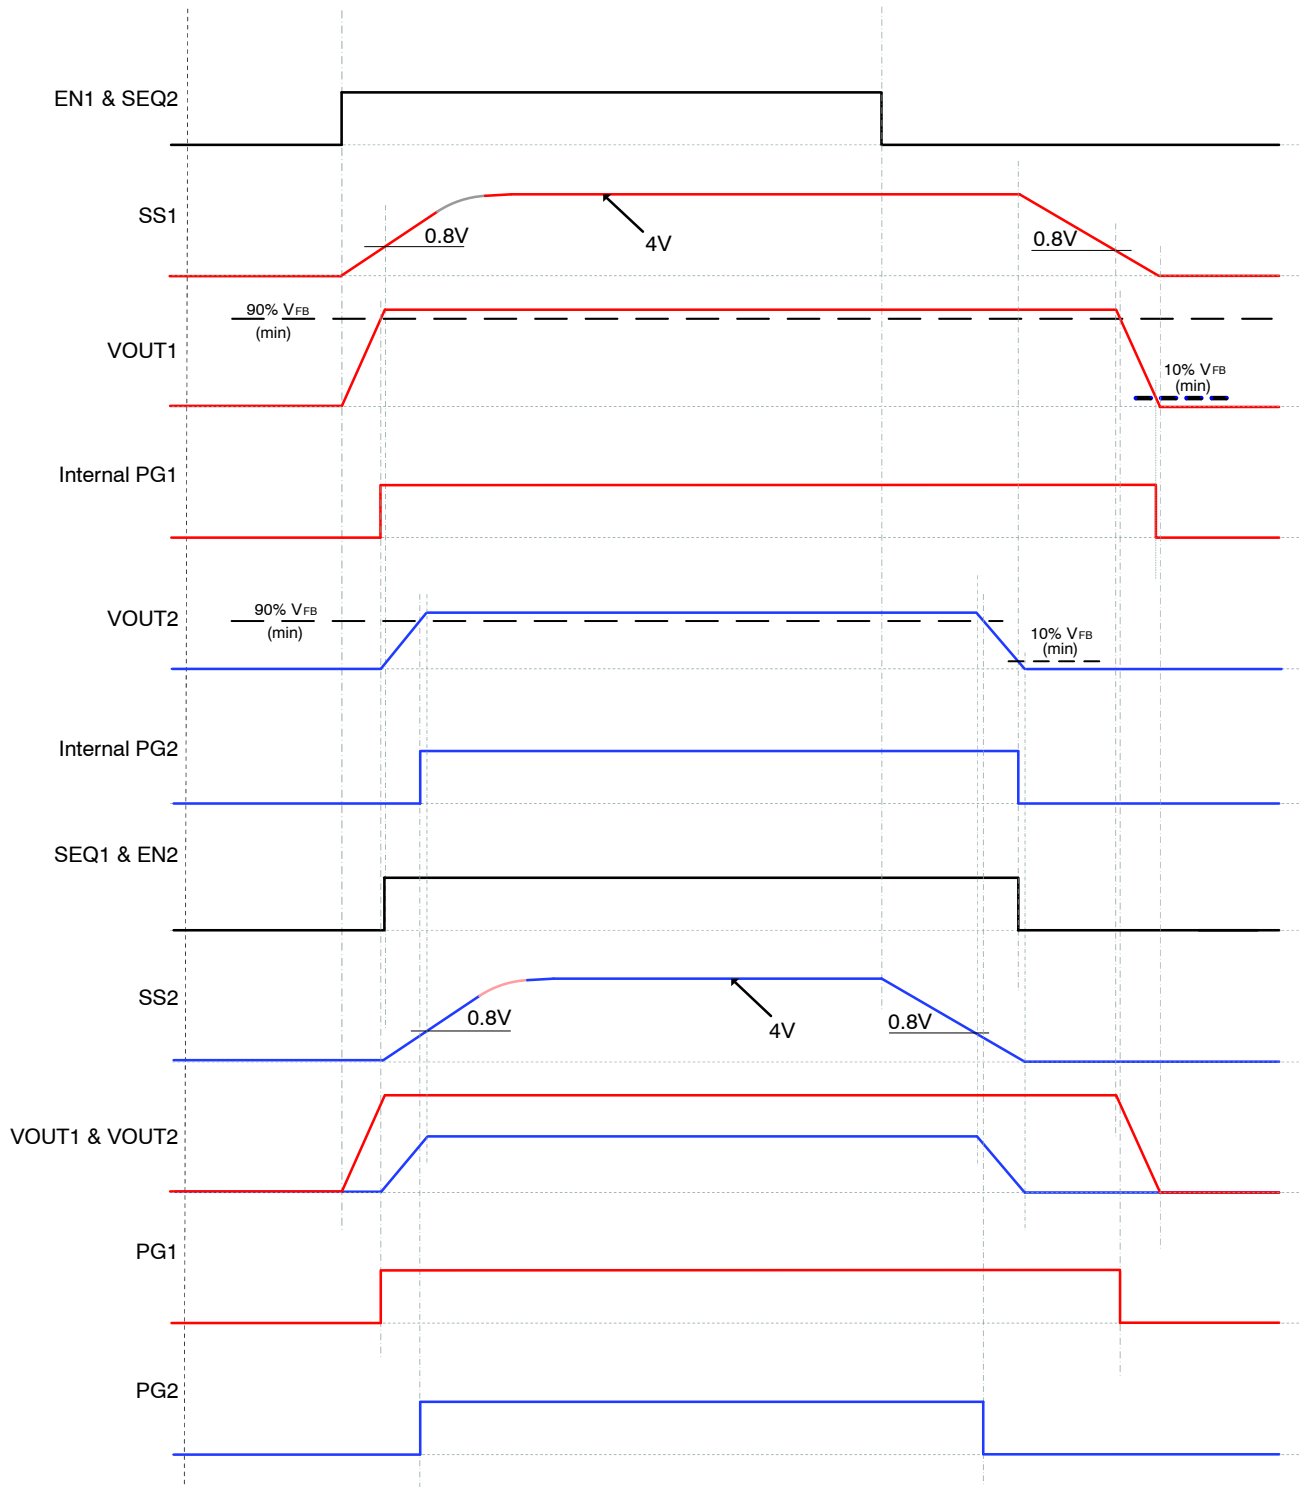 EN1 & SEQ2
SS1
0.8V
4V
0.8V
90% VFB
(min)
VOUT1
10% VFB
(min)
Internal PG1
90% VFB
(min)
VOUT2
10% VFB
(min)
Internal PG2
SEQ1 & EN2
SS2
0.8V
4V
0.8V
VOUT1 & VOUT2
PG1
PG2